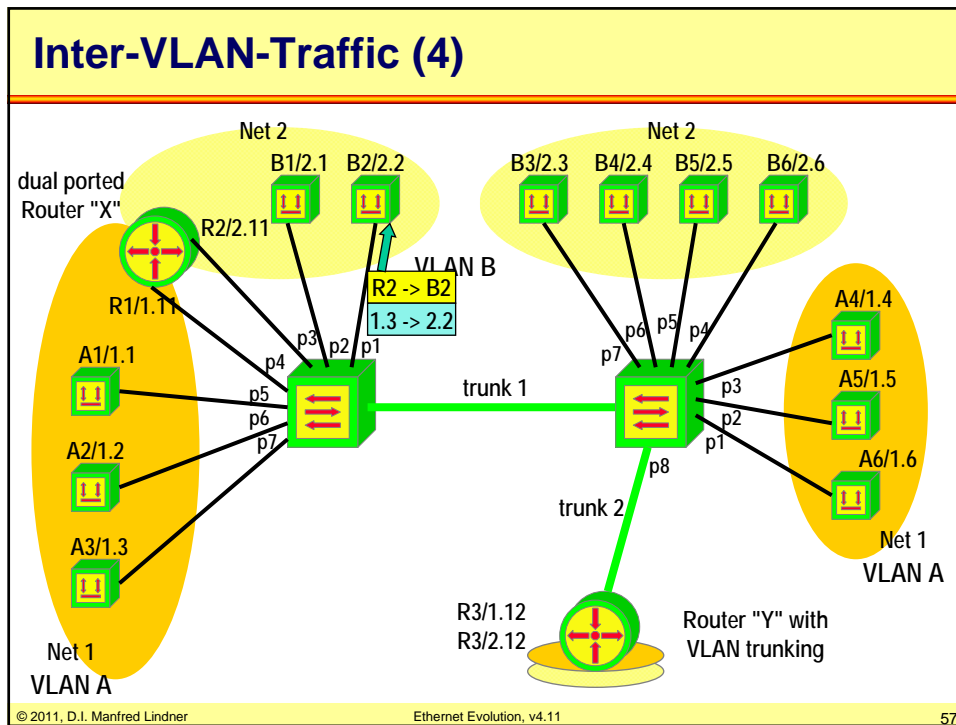 Inter-VLAN-Traffic (4)
Net 2
Net 2
B1/2.1
B2/2.2
B3/2.3
B4/2.4
B5/2.5
B6/2.6
dual ported
Router "X"
R2/2.11
VLAN B
R2 -> B2
1.3 -> 2.2
R1/1.11
p3
p2
p1
p4
p5
p6
p7
A1/1.1
A2/1.2
A3/1.3
Net 1
VLAN A
trunk 1
p7
p6
p5
p4
p3
p2
p1
p8
A4/1.4
A5/1.5
A6/1.6
Net 1
VLAN A
trunk 2
R3/1.12
R3/2.12
Router "Y" with
VLAN trunking
© 2011, D.I. Manfred Lindner
Ethernet Evolution, v4.11
57